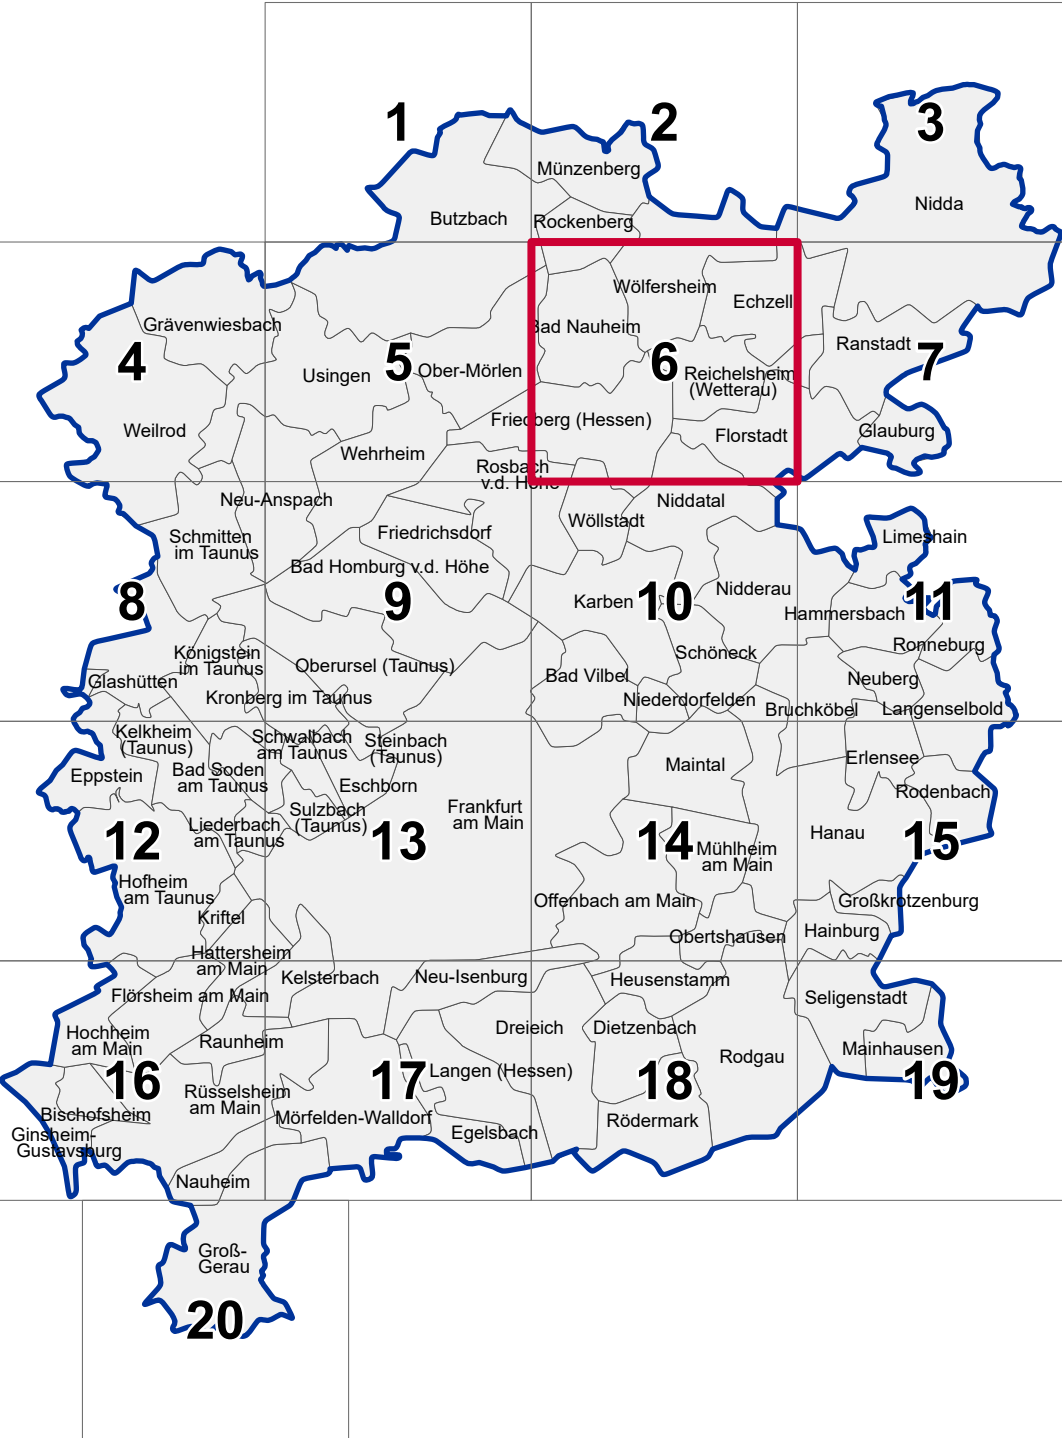 1
2
3
Münzenberg
Nidda
Butzbach
Rockenberg
Wölfersheim
Echzell
Grävenwiesbach
Bad Nauheim
Ranstadt
4
5
6
7
Usingen
Ober-Mörlen
Reichelsheim
(Wetterau)
Weilrod
Friedberg (Hessen)
Florstadt
Glauburg
Wehrheim
Rosbach
v.d. Höhe
Neu-Anspach
Niddatal
Wöllstadt
Schmitten
im Taunus
Friedrichsdorf
Limeshain
Bad Homburg v.d. Höhe
8
9
10
11
Karben
Nidderau
Hammersbach
Königstein
im Taunus
Oberursel (Taunus)
Schöneck
Ronneburg
Glashütten
Bad Vilbel
Neuberg
Kronberg im Taunus
Niederdorfelden
Bruchköbel
Langenselbold
Kelkheim
(Taunus)
Schwalbach
am Taunus
Steinbach
(Taunus)
Eppstein
Bad Soden
am Taunus
Eschborn
Maintal
Erlensee
Rodenbach
Sulzbach
(Taunus)
Frankfurt
am Main
Liederbach
am Taunus
12
13
14
15
Mühlheim
am Main
Hanau
Hofheim
am Taunus
Kriftel
Offenbach am Main
Großkrotzenburg
Obertshausen
Hainburg
Hattersheim
am Main
Kelsterbach
Neu-Isenburg
Heusenstamm
Flörsheim am Main
Seligenstadt
Hochheim
am Main
Raunheim
Dreieich
Dietzenbach
Mainhausen
Rodgau
Langen (Hessen)
16
17
18
19
Rüsselsheim
am Main
Bischofsheim
Mörfelden-Walldorf
Rödermark
Ginsheim-
Gustavsburg
Egelsbach
Nauheim
Groß-
Gerau
20